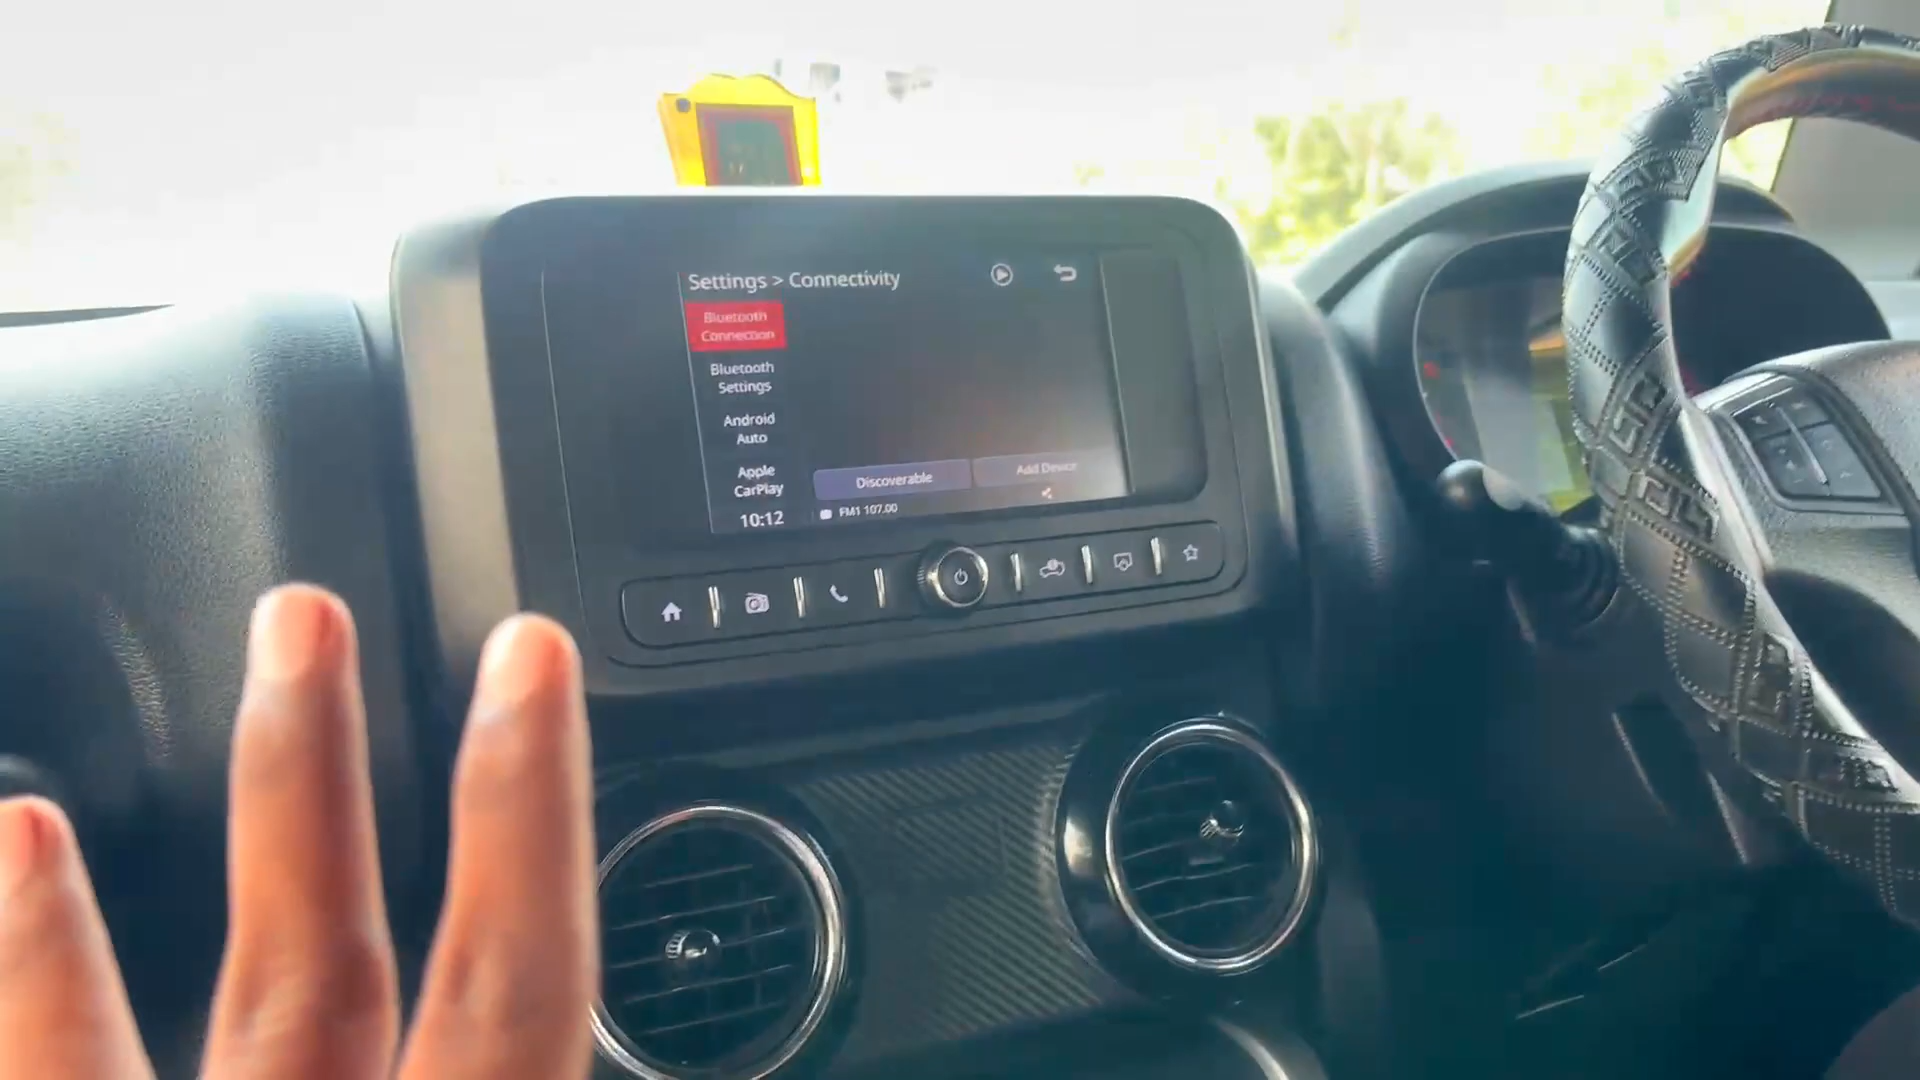 Settings > Connectivity
Bluetooth
Connection
Bluetooth
Settings
Android
Auto
Apple
CarPlay
Discoverable
Add Device
10:12
FM1 107.00